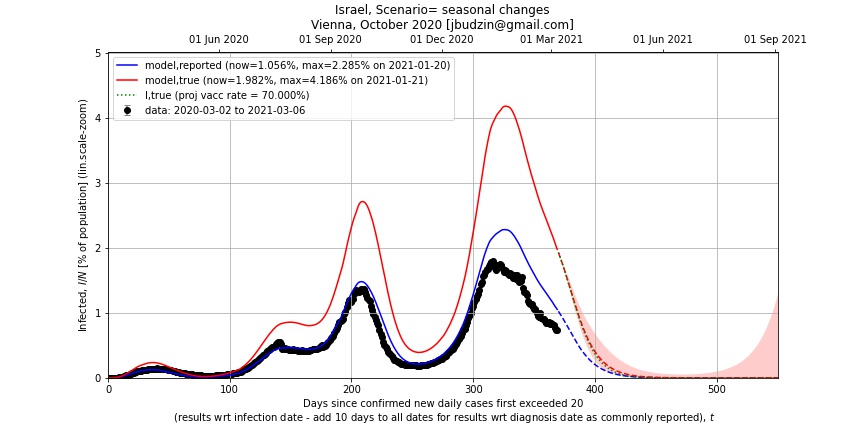 Israel, Scenario= seasonal changes
Vienna, October 2020 [jbudzin@gmail.com]
01 Jun 2020 01 Sep 2020 01 Dec 2020 01 Mar 2021 01 Jun 2021 01 Sep 2021
model,reported (now=1.056%, max=2.285% on 2021-01-20)
model,true (now=1.982%, max=4.186% on 2021-01-21)
I,true (proj vacc rate = 70.000%)
data: 2020-03-02 to 2021-03-06
Infected, I/N [% of population] (lin.scale-zoom)
5
4
3
2
1
0
0 100 200 300 400 500
Days since confirmed new daily cases first exceeded 20
(results wrt infection date - add 10 days to all dates for results wrt diagnosis date as commonly reported), t